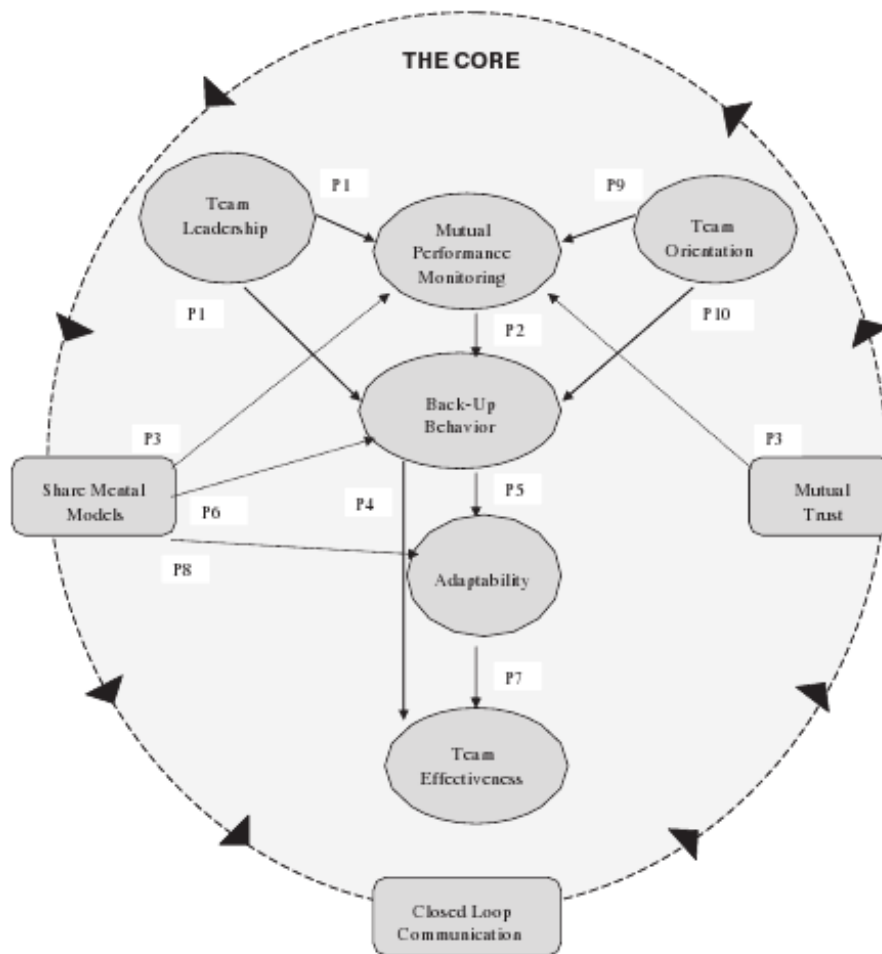 THE CORE
P1
P9
Team
Leadership
Mutual
Performance
Monitoring
Team
Orientation
P1
P2
P10
Back-Up
Behavior
P3
P3
Share Mental
Models
P6
P4
P5
Mutual
Trust
P8
Adaptability
P7
Team
Effectiveness
Closed Loop
Communication